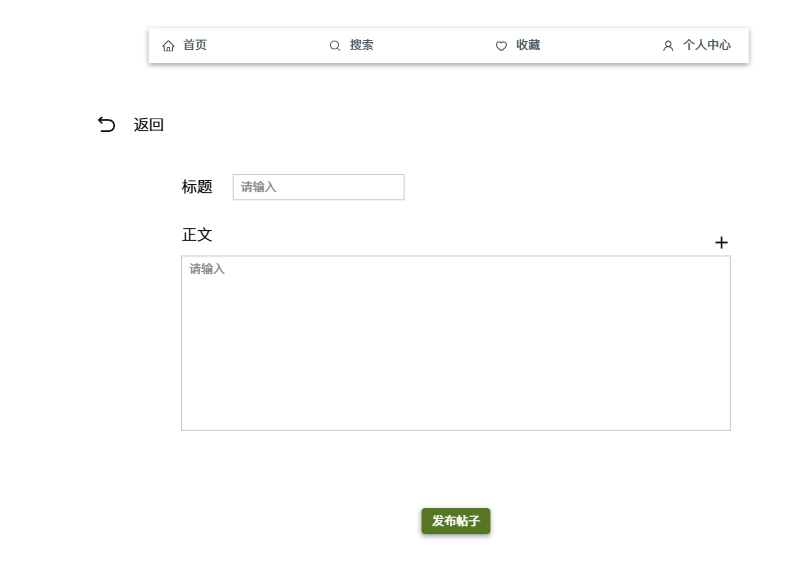 首页 搜索 收藏 个人中心
返回
标题 请输入
正文
请输入
发布帖子